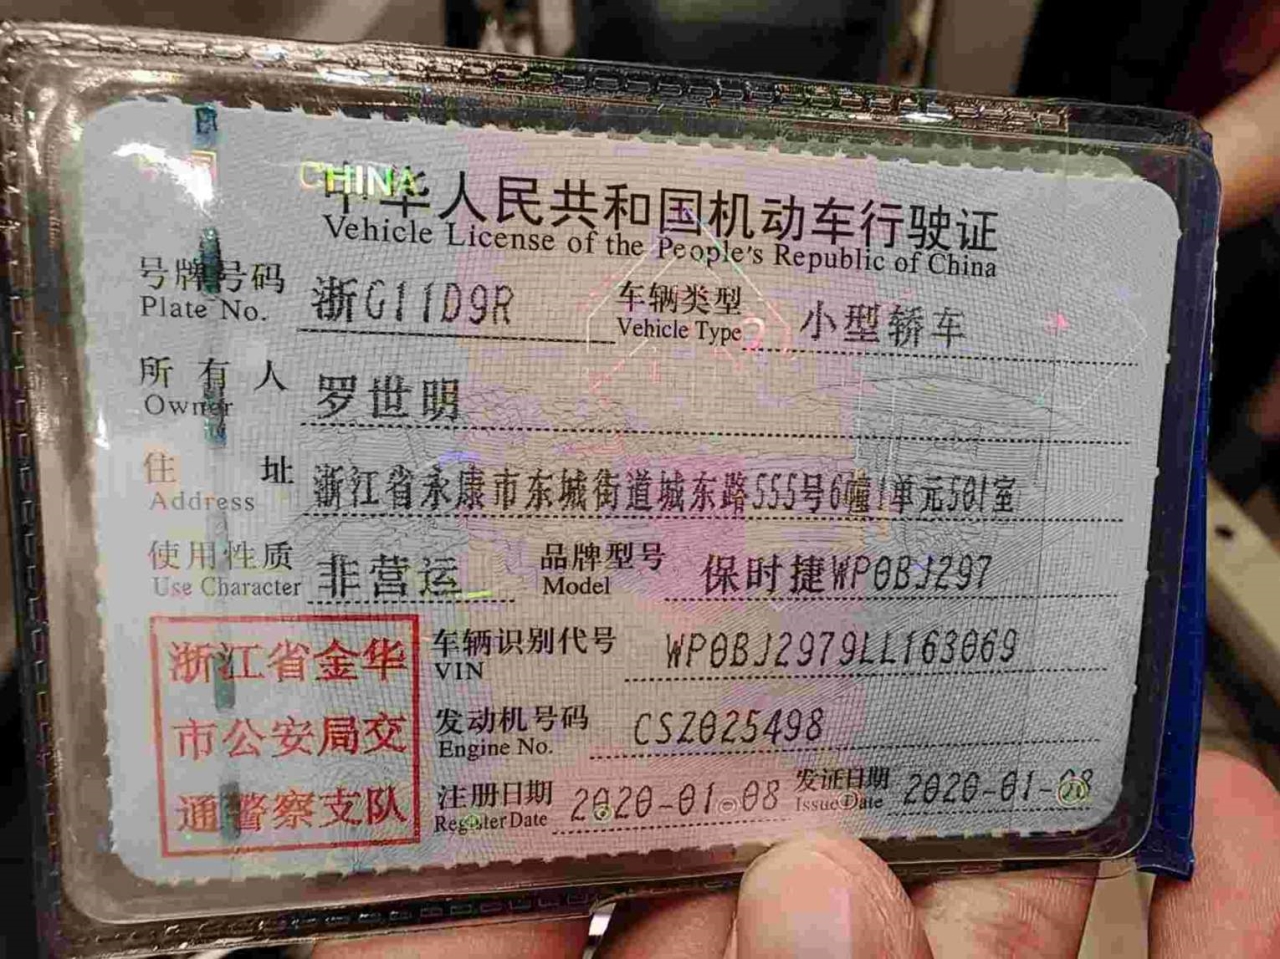 CHINA
中华人民共和国机动车行驶证
Vehicle License of the People's Republic of China
号牌号码 浙G11D9R 车辆类型 小型轿车
Plate No. Vehicle Type
所有人 罗世明
Owner
住址 浙江省永康市东城街道城东路555号6幢1单元501室
Address
使用性质 非营运 品牌型号 保时捷WP0BJ297
Use Character Model
浙江省金华
市公安局交
通警察支队
车辆识别代号 WP0BJ2979LL163069
VIN
发动机号码 CSZ025498
Engine No.
注册日期 2020-01-08 发证日期 2020-01-08
Register Date Issue Date